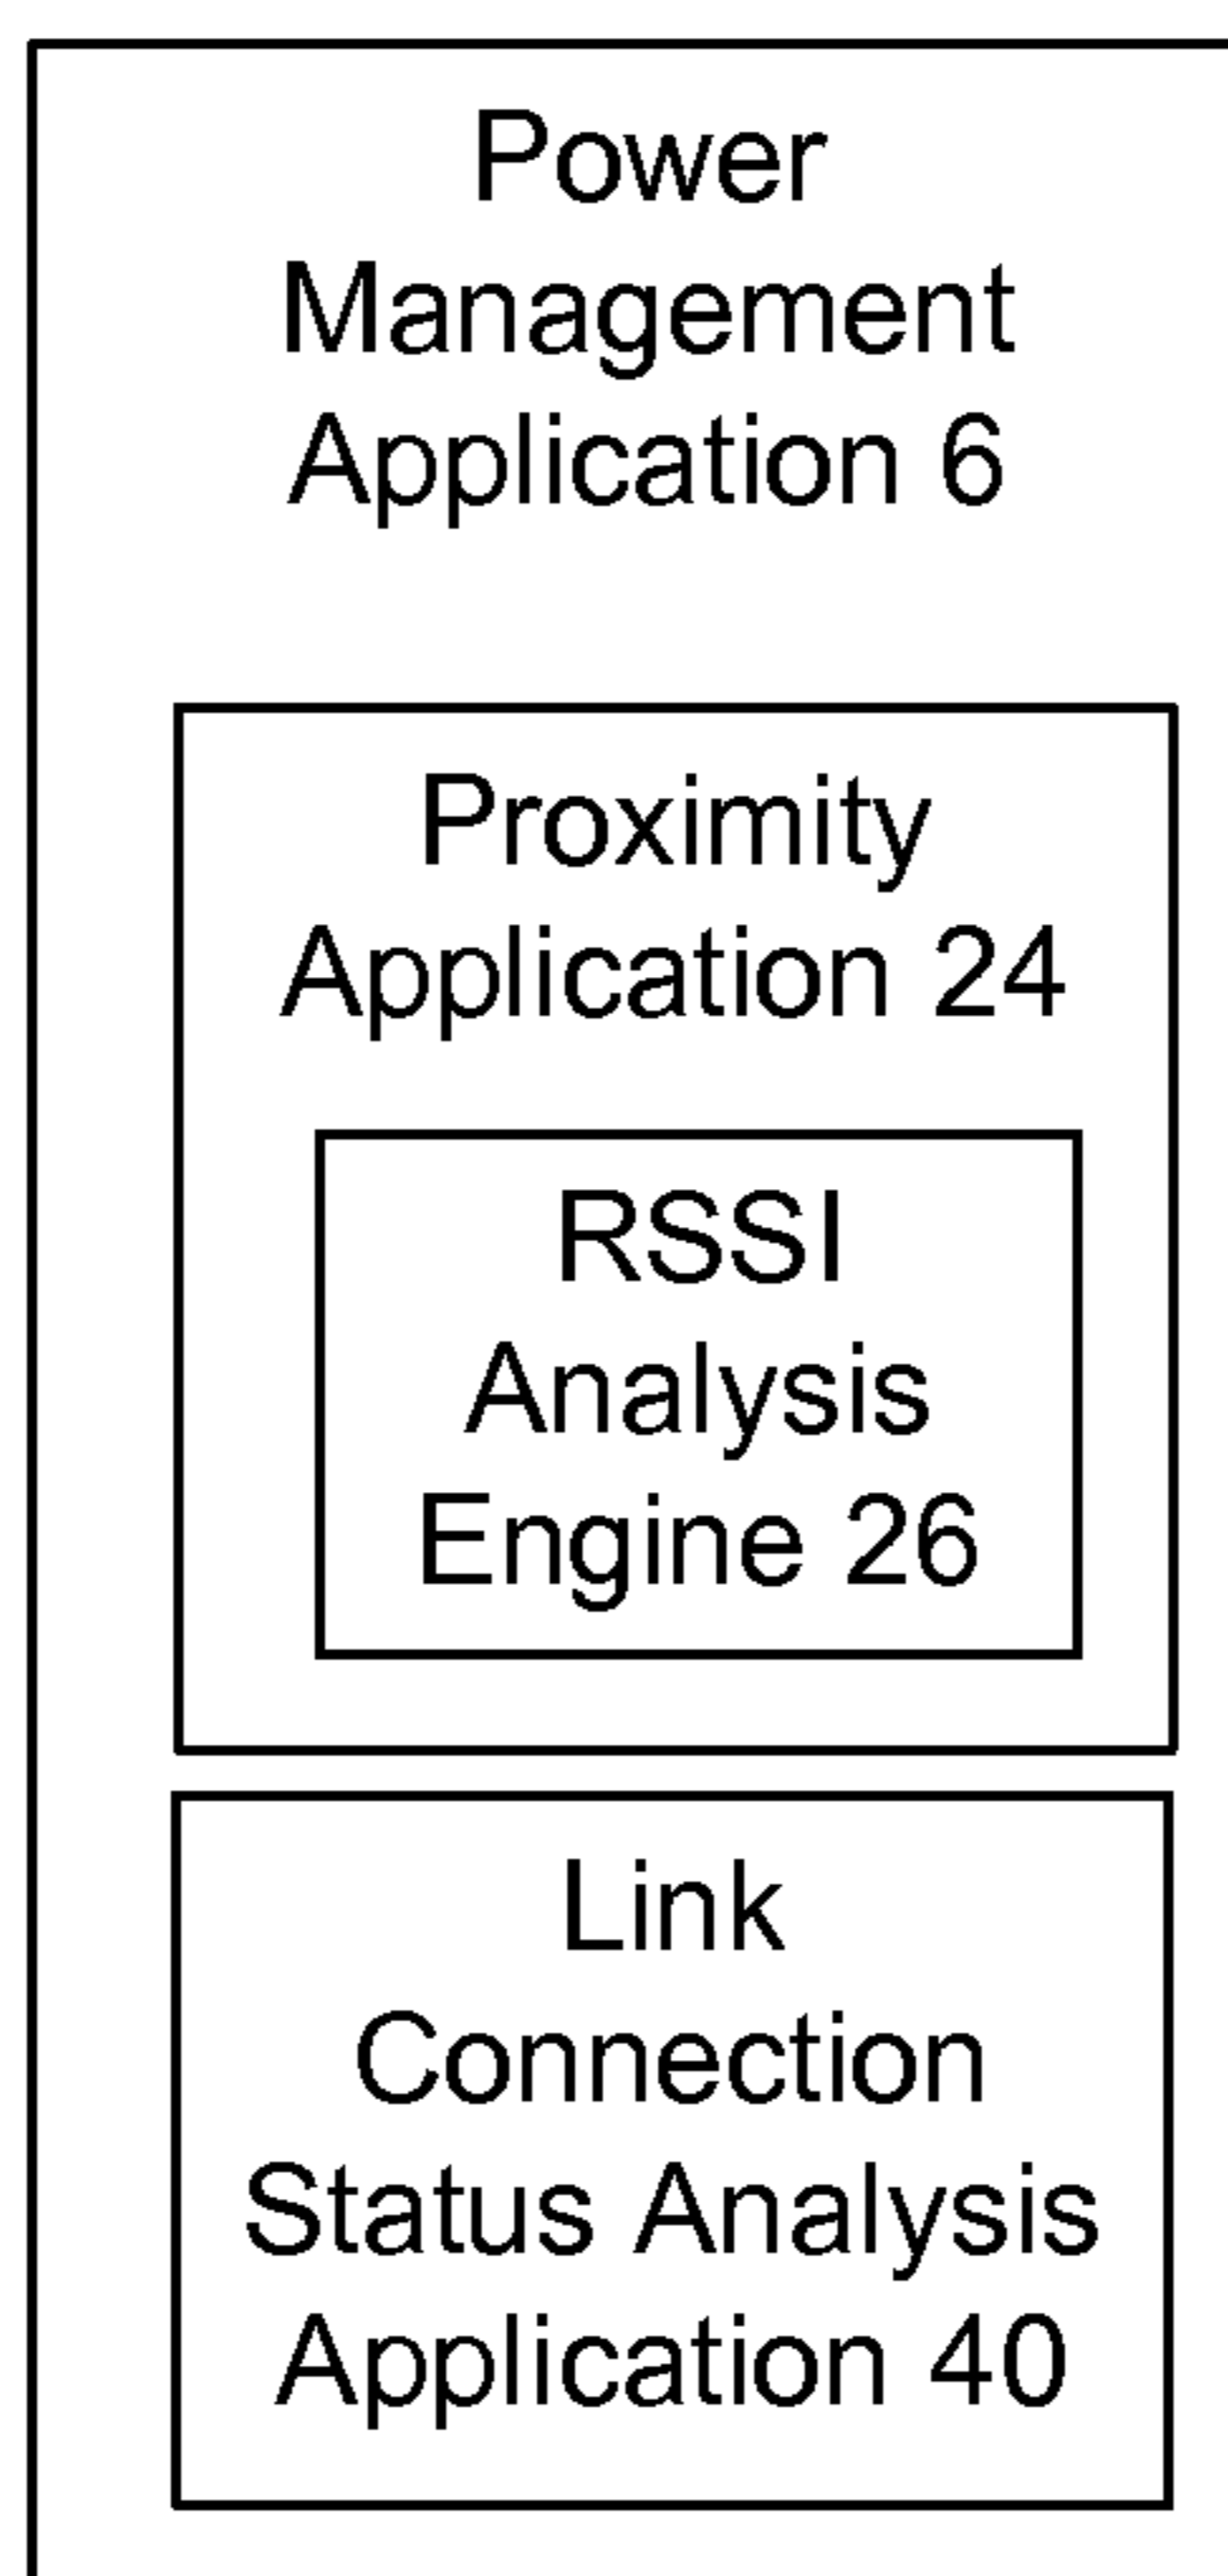 Power
Management
Application 6
Proximity
Application 24
RSSI
Analysis
Engine 26
Link
Connection
Status Analysis
Application 40